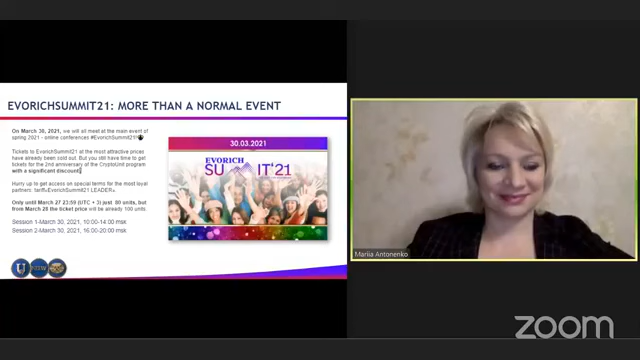 EVORICHSUMMIT21: MORE THAN A NORMAL EVENT
On March 30, 2021, we will all meet at the main event of
spring 2021 - online conferences #EvorichSummit21!
Tickets to EvorichSummit21 at the most attractive prices
have already been sold out. But you still have time to get
tickets for the 2nd anniversary of the CryptoUnit program
with a significant discount
Hurry up to get access on special terms for the most loyal
partners: tariff«EvorichSummit21 LEADER».
Only until March 27 23:59 (UTC + 3) just 80 units, but
from March 28 the ticket price will be already 100 units.
Session 1-March 30, 2021, 10:00-14:00 msk
Session 2-March 30, 2021, 16:00-20:00 msk
30.03.2021
EVORICH
SUMMIT'21
Mariia Antonenko
zoom